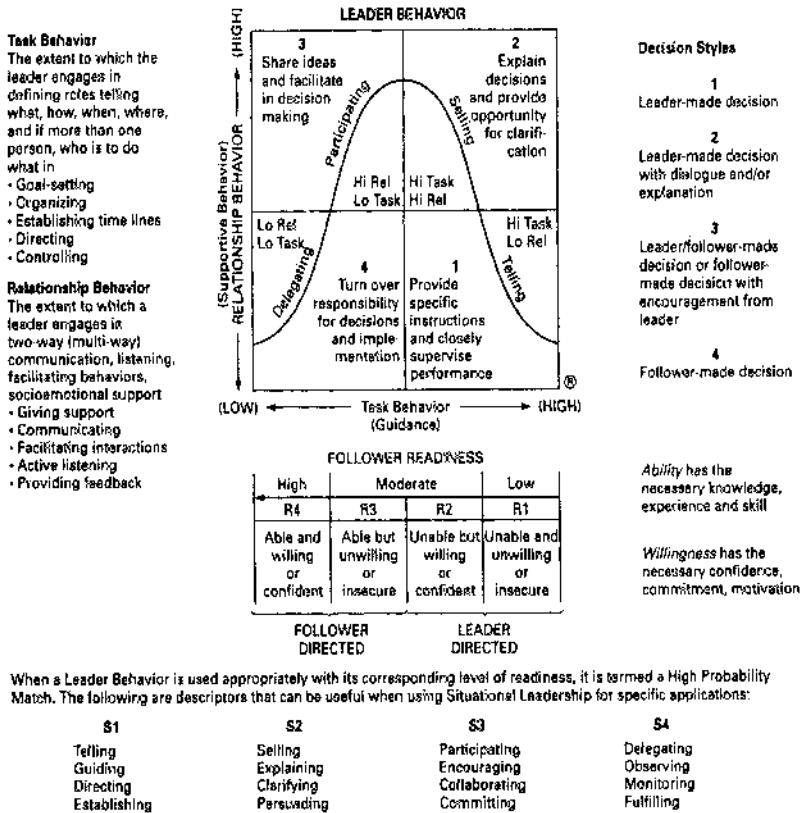 LEADER BEHAVIOR
Task Behavior
The extent to which the
leader engages in
defining roles telling
what, how, when, where,
and if more than one
person, who is to do
what in
• Goal-setting
• Organizing
• Establishing time lines
• Directing
• Controlling
Relationship Behavior
The extent to which a
leader engages in
two-way (multi-way)
communication, listening,
facilitating behaviors,
socioemotional support
• Giving support
• Communicating
• Facilitating interactions
• Active listening
• Providing feedback
(HIGH)
(Supportive Behavior)
RELATIONSHIP BEHAVIOR
3
Share ideas
and facilitate
in decision
making
2
Explain
decisions
and provide
opportunity
for clarifi-
cation
Participating
Selling
Hi Rel
Lo Task
Hi Task
Hi Rel
Lo Rel
Lo Task
Hi Task
Lo Rel
Delegating
Telling
4
Turn over
responsibility
for decisions
and imple-
mentation
1
Provide
specific
instructions
and closely
supervise
performance
®
(LOW) Task Behavior (HIGH)
(Guidance)
Decision Styles
1
Leader-made decision
2
Leader-made decision
with dialogue and/or
explanation
3
Leader/follower-made
decision or follower-
made decision with
encouragement from
leader
4
Follower-made decision
FOLLOWER READINESS
High Moderate Low
R4 R3 R2 R1
Able and
willing
or
confident
Able but
unwilling
or
insecure
Unable but
willing
or
confident
Unable and
unwilling
or
insecure
FOLLOWER
DIRECTED
LEADER
DIRECTED
Ability has the
necessary knowledge,
experience and skill
Willingness has the
necessary confidence,
commitment, motivation
When a Leader Behavior is used appropriately with its corresponding level of readiness, it is termed a High Probability
Match. The following are descriptors that can be useful when using Situational Leadership for specific applications:
S1 S2 S3 S4
Telling Selling Participating Delegating
Guiding Explaining Encouraging Observing
Directing Clarifying Collaborating Monitoring
Establishing Persuading Committing Fulfilling